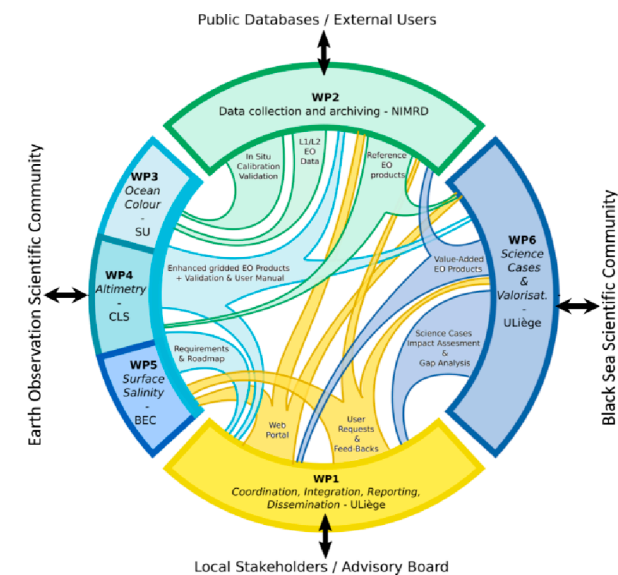 Public Databases / External Users
WP2
Data collection and archiving - NIMRD
In Situ
Calibration
Validation
L1/L2
EO
Data
Reference
EO
products
WP3
Ocean
Colour
-
SU
WP4
Altimetry
-
CLS
WP5
Surface
Salinity
-
BEC
Earth Observation Scientific Community
Enhanced gridded EO Products
+ Validation & User Manual
Requirements
& Roadmap
Value-Added
EO Products
Science Cases
Impact Assesment
&
Gap Analysis
WP6
Science
Cases
&
Valorisat.
-
ULiège
Black Sea Scientific Community
Web
Portal
User
Requests
&
Feed-Backs
WP1
Coordination, Integration, Reporting,
Dissemination - ULiège
Local Stakeholders / Advisory Board